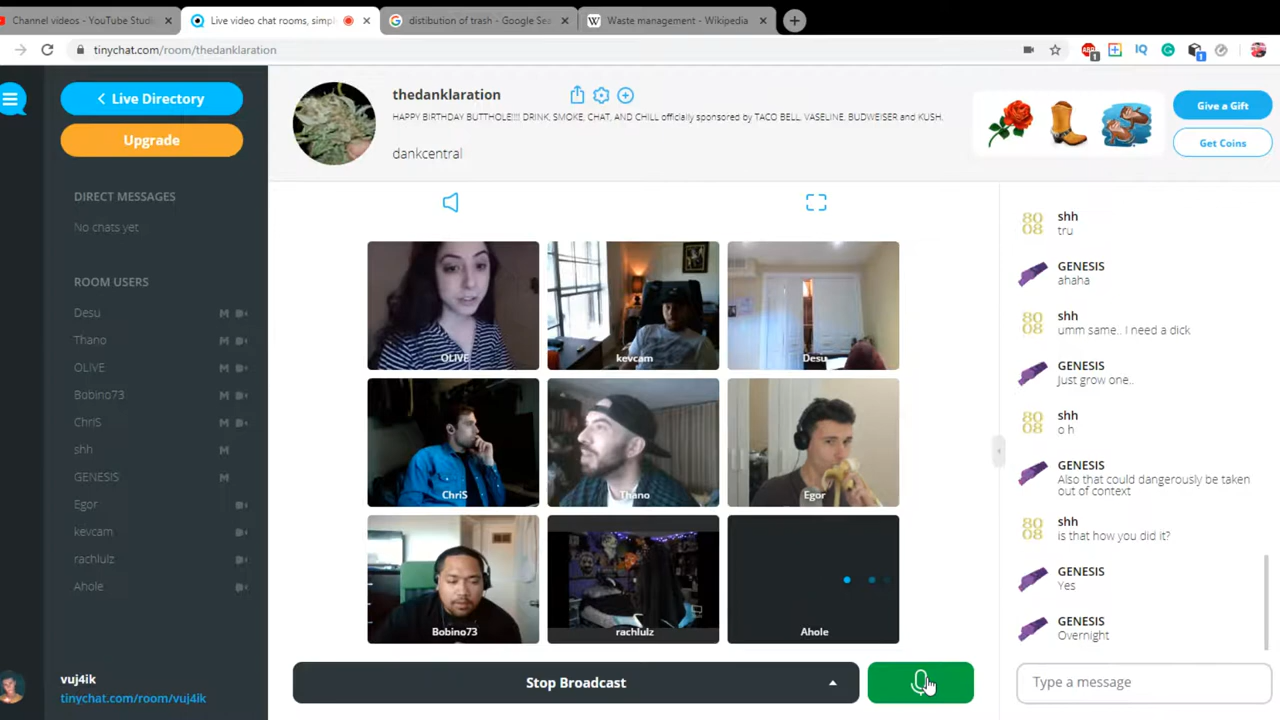 Channel videos - YouTube Studi
Live video chat rooms, simpl
distibution of trash - Google Sea
Waste management - Wikipedia
tinychat.com/room/thedanklaration
Live Directory
Upgrade
DIRECT MESSAGES
No chats yet
ROOM USERS
Desu M
Thano M
OLIVE M
Bobino73 M
ChriS M
shh M
GENESIS M
Egor
kevcam
rachlulz
Ahole
vuj4ik
tinychat.com/room/vuj4ik
thedanklaration
HAPPY BIRTHDAY BUTTHOLE!!!! DRINK, SMOKE, CHAT, AND CHILL officially sponsored by TACO BELL, VASELINE, BUDWEISER and KUSH.
dankcentral
Give a Gift
Get Coins
OLIVE
kevcam
Desu
ChriS
Thano
Egor
Bobino73
rachlulz
Ahole
Stop Broadcast
shh
tru
GENESIS
ahaha
shh
umm same.. I need a dick
GENESIS
Just grow one..
shh
o h
GENESIS
Also that could dangerously be taken
out of context
shh
is that how you did it?
GENESIS
Yes
GENESIS
Overnight
Type a message